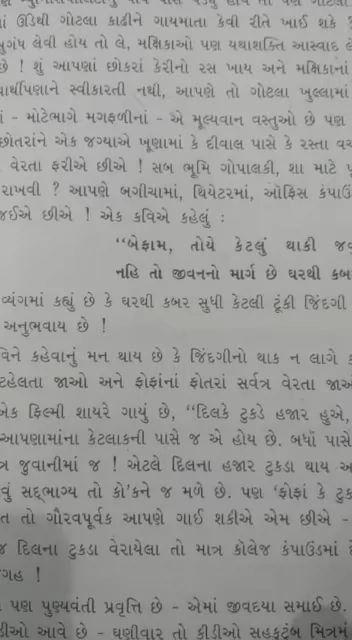 ાં ઊંડેથી ગોટલા કાઢીને ગાયમાતા કેવી રીતે ખાઈ શકે ?
સુગંધ લેવી હોય તો લે, મક્ષિકાઓ પણ યથાશક્તિ આસ્વાદ લે
છે ! શું આપણાં છોકરાં કેરીનો રસ ખાય અને મક્ષિકાનાં
વાર્થીપણાને સ્વીકારતી નથી, આપણે તો ગોટલા ખુલ્લામાં
- મોટેભાગે મગફળીનાં - એ મૂલ્યવાન વસ્તુઓ છે પણ
છોતરાંને એક જગ્યાએ ખૂણામાં કે દીવાલ પાસે કે રસ્તા વચ
વેરતા ફરીએ છીએ ! સબ ભૂમિ ગોપાલકી, શા માટે
રાખવી ? આપણે બગીચામાં, થિયેટરમાં, ઑફિસ કંપાઉ
જઈએ છીએ ! એક કવિએ કહેલું :
“બેફામ, તોયે કેટલું થાકી જવ
નહિ તો જીવનનો માર્ગ છે ઘરથી કબ
વ્યંગમાં કહ્યું છે કે ઘરથી કબર સુધી કેટલી ટૂંકી જિંદગી
અનુભવાય છે !
વિને કહેવાનું મન થાય છે કે જિંદગીનો થાક ન લાગે
ટહેલતા જાઓ અને ફોફાંનાં ફોતરાં સર્વત્ર વેરતા જાઅ
એક ફિલ્મી શાયરે ગાયું છે, “દિલકે ટુકડે હજાર હુએ,
આપણામાંના કેટલાકની પાસે જ એ હોય છે. બધાં પાસે
ત્ર જુવાનીમાં જ ! એટલે દિલના હજાર ટુકડા થાય અ
વું સદ્ભાગ્ય તો કો’કને જ મળે છે. પણ ‘ફોફાં કે ટુક
ત તો ગૌરવપૂર્વક આપણે ગાઈ શકીએ એમ છીએ -
જ દિલના ટુકડા વેરાયેલા તો માત્ર કૉલેજ કંપાઉડમાં
ગહ !
પણ પુણ્યવંતી પ્રવૃત્તિ છે - એમાં જીવદયા સમાઈ છે.
ડીઓ આવે છે - ઘણીવાર તો કીડીઓ સહકુટુંબ મિત્રમં